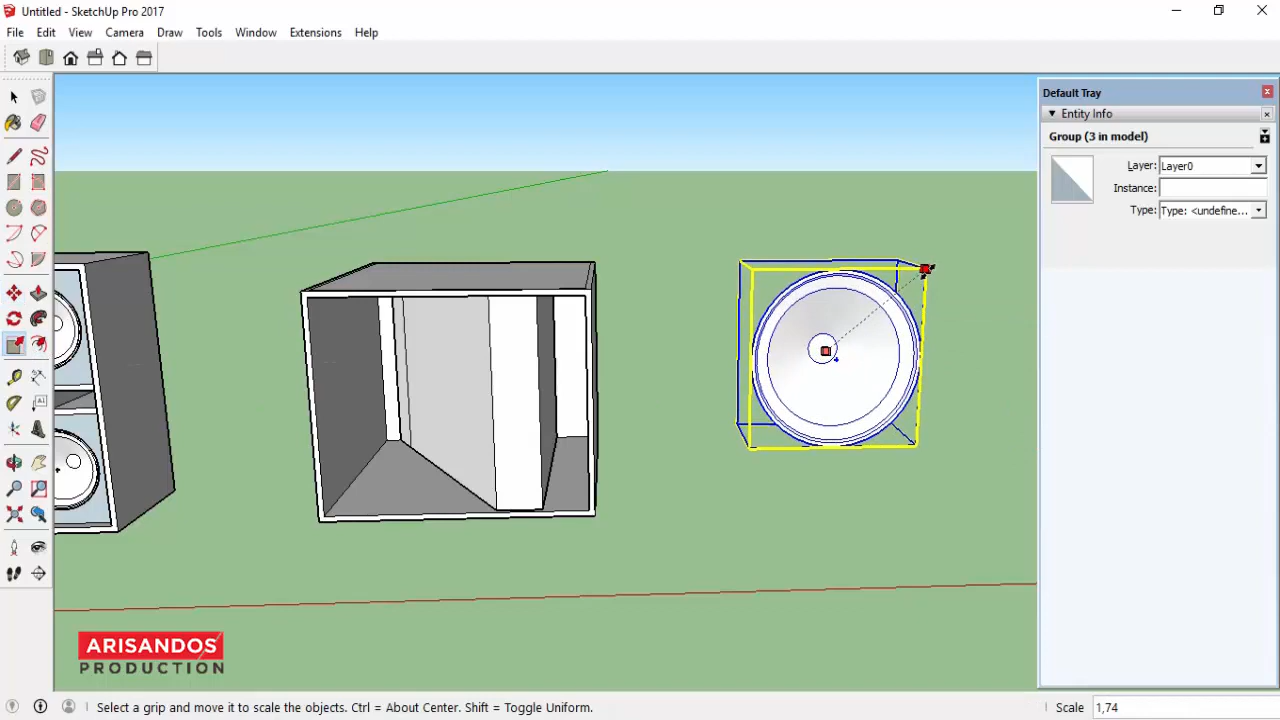 Untitled - SketchUp Pro 2017
File Edit View Camera Draw Tools Window Extensions Help
Default Tray
Entity Info
Group (3 in model)
Layer: Layer0
Instance:
Type: Type: <undefine...
ARISANDOS
PRODUCTION
Select a grip and move it to scale the objects. Ctrl = About Center. Shift = Toggle Uniform.
Scale 1,74